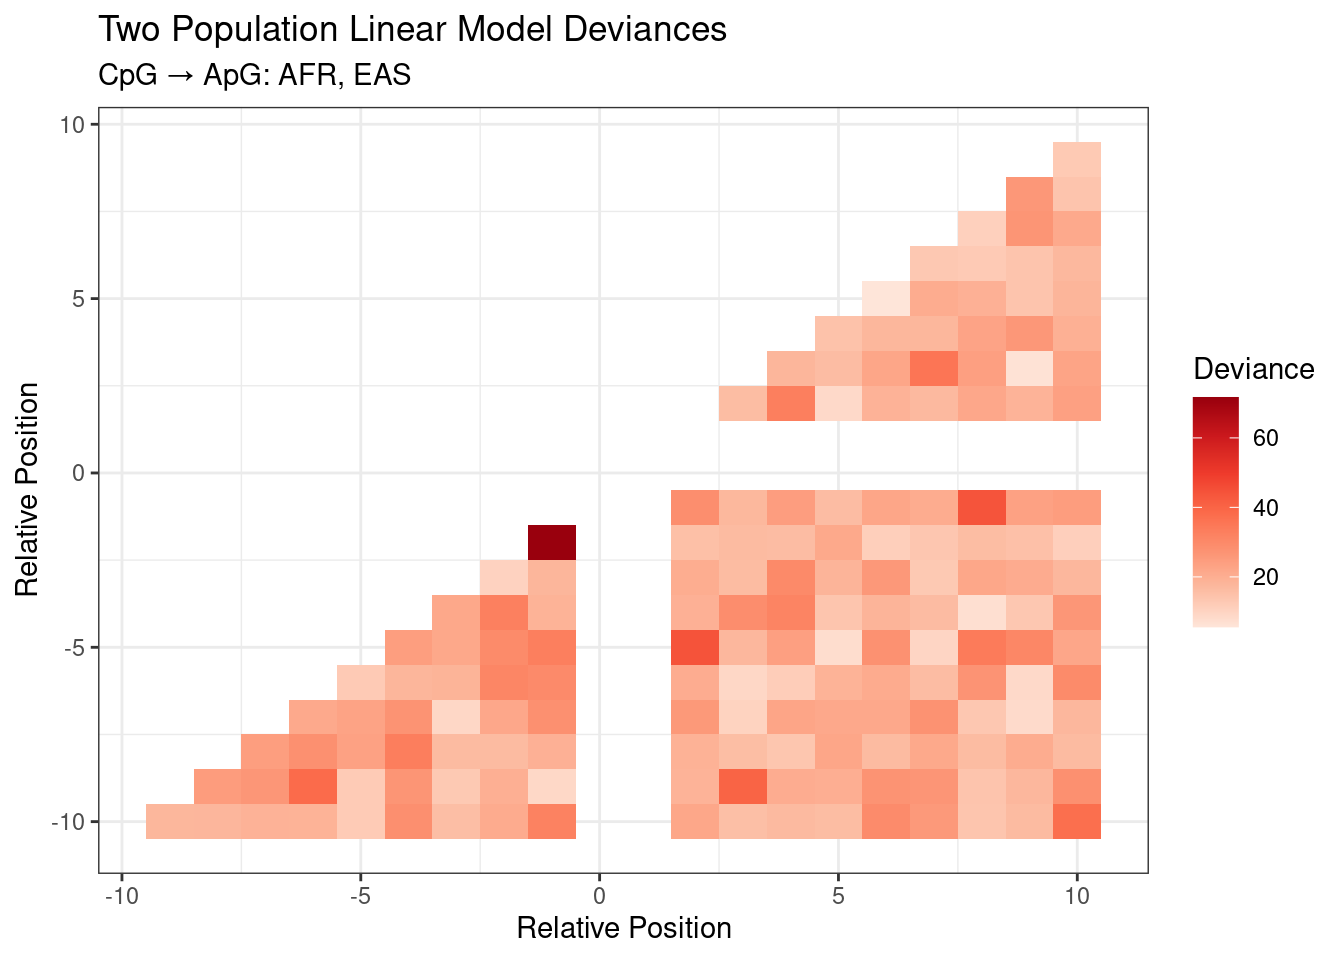 Two Population Linear Model Deviances
CpG → ApG: AFR, EAS
10
5
0
-5
-10
Relative Position
-10
-5
0
5
10
Relative Position
Deviance
60
40
20